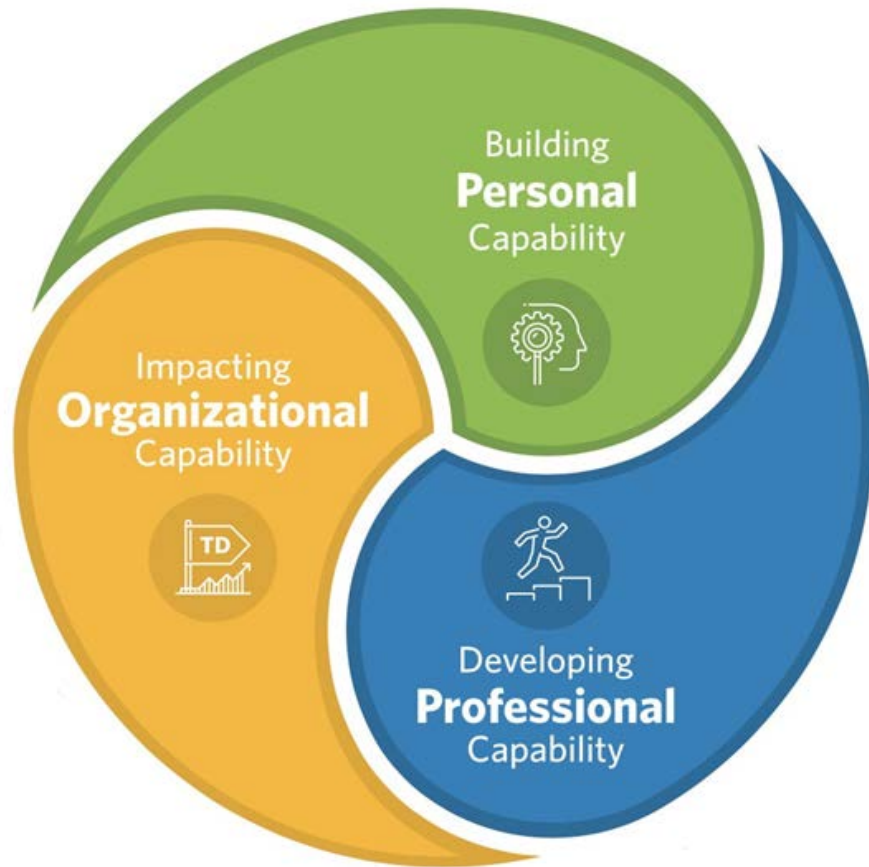 Building
Personal
Capability
Impacting
Organizational
Capability
TD
Developing
Professional
Capability